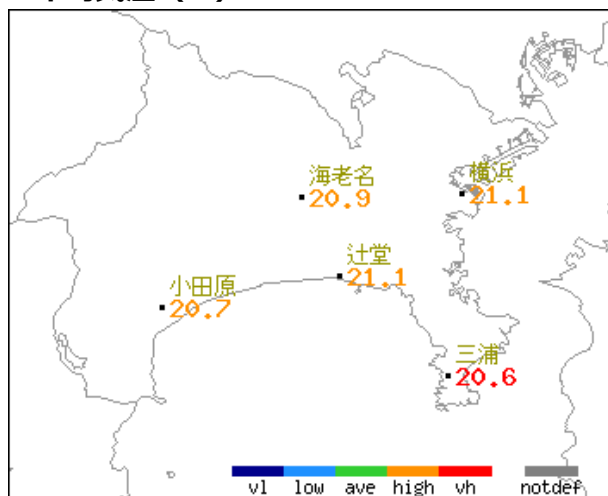 海老名
20.9
横浜
21.1
辻堂
21.1
小田原
20.7
三浦
20.6
vl low ave high vh notdef